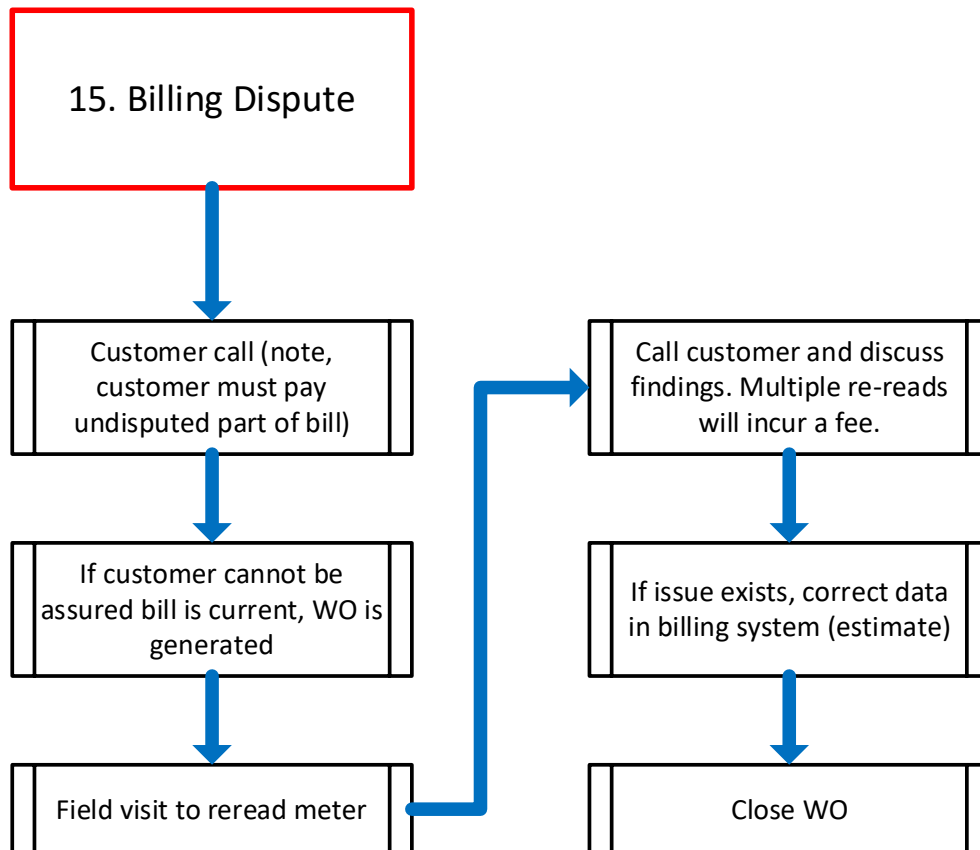 15. Billing Dispute
Customer call (note,
customer must pay
undisputed part of bill)
If customer cannot be
assured bill is current, WO is
generated
Field visit to reread meter
Call customer and discuss
findings. Multiple re-reads
will incur a fee.
If issue exists, correct data
in billing system (estimate)
Close WO